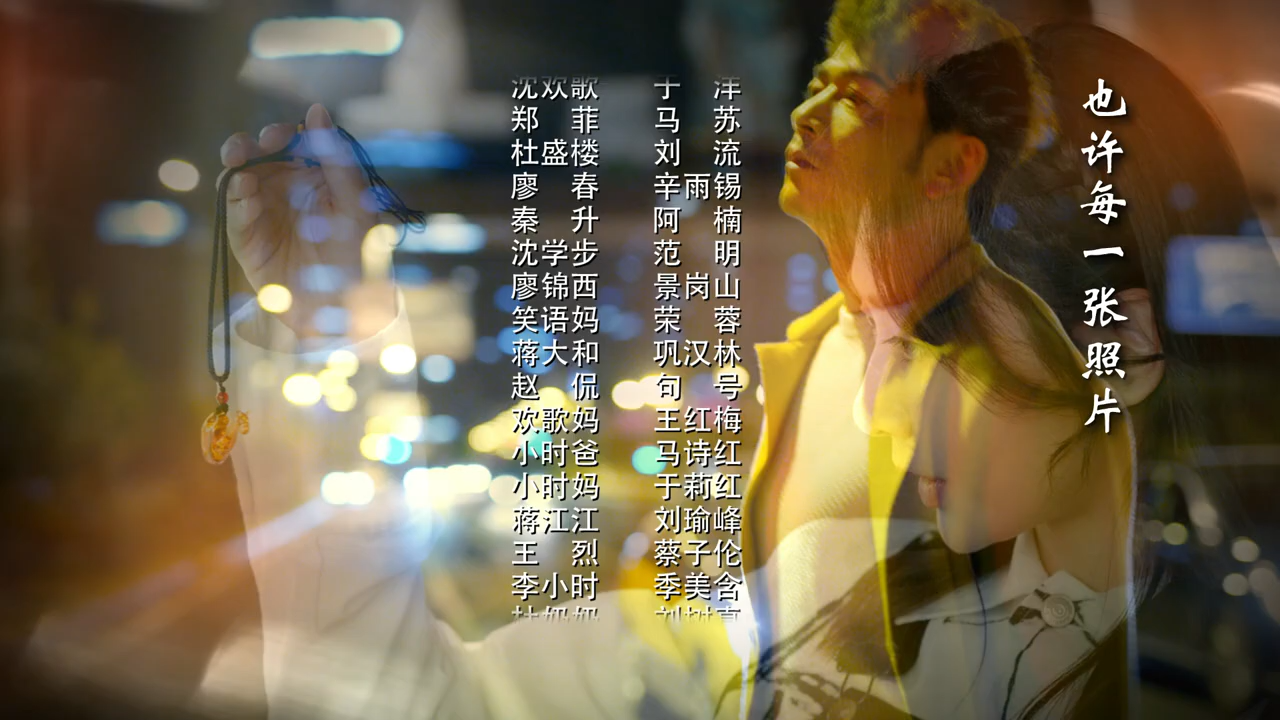 沈欢歌 于洋
郑菲 马苏
杜盛楼 刘流
廖春 辛雨锡
秦升 阿楠
沈学步 范明
廖锦西 景岗山
笑语妈 荣蓉
蒋大和 巩汉林
赵侃 句号
欢歌妈 王红梅
小时爸 马诗红
小时妈 于莉红
蒋江江 刘瑜峰
王烈 蔡子伦
李小时 季美含
也许每一张照片